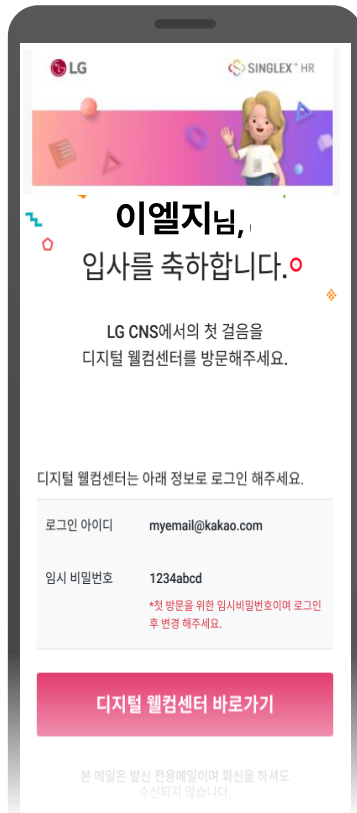 LG
SINGLEX™ HR
이엘지님,
입사를 축하합니다.
LG CNS에서의 첫 걸음을
디지털 웰컴센터를 방문해주세요.
디지털 웰컴센터는 아래 정보로 로그인 해주세요.
로그인 아이디 myemail@kakao.com
임시 비밀번호 1234abcd
*첫 방문을 위한 임시비밀번호이며 로그인
후 변경 해주세요.
디지털 웰컴센터 바로가기
본 메일은 발신 전용메일이며 회신을 하셔도
수신되지 않습니다.